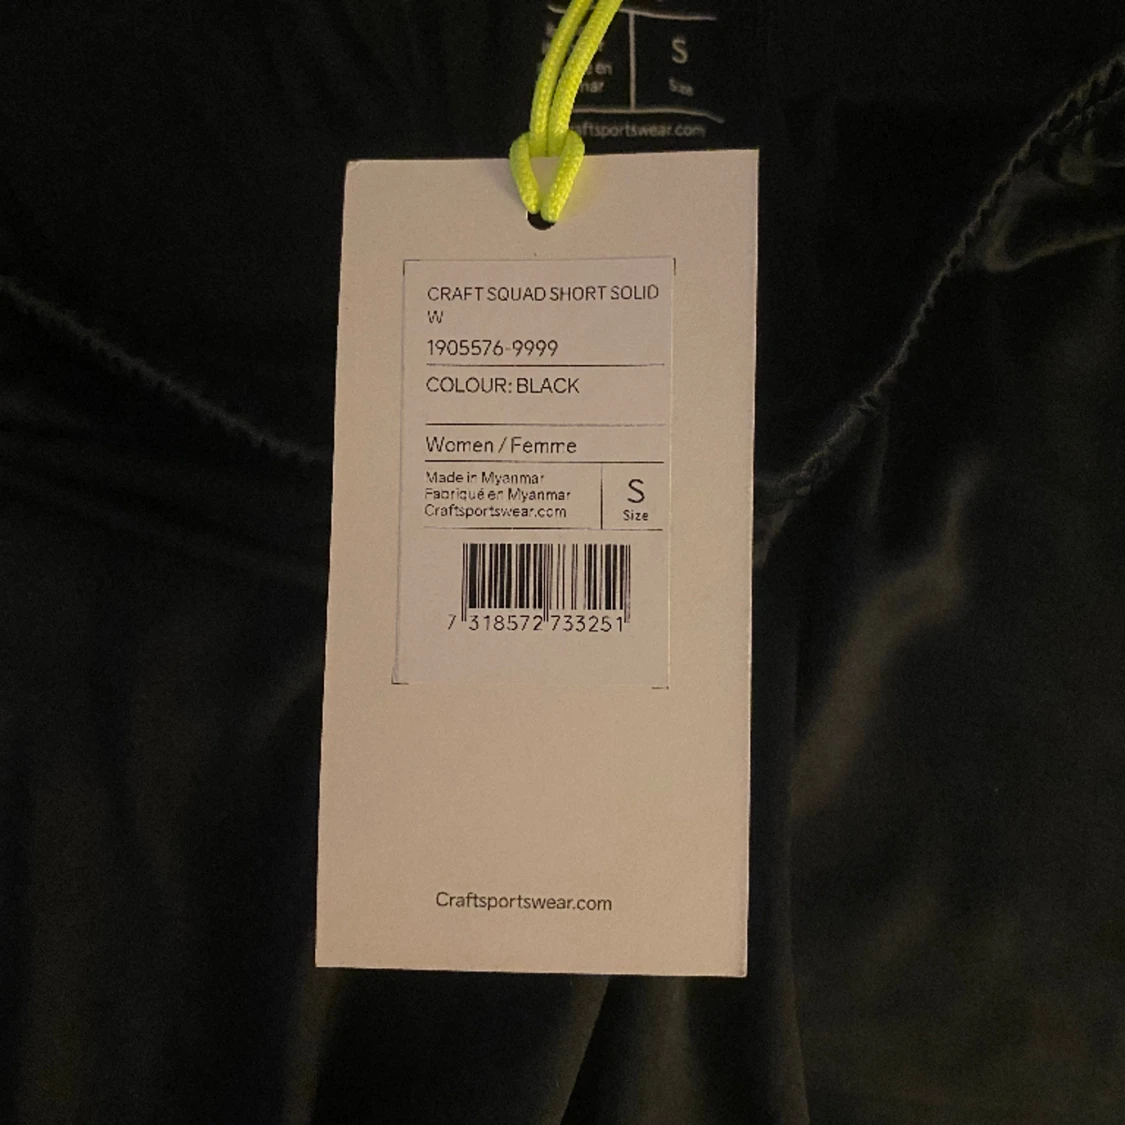 S
en
Size
craftsportswear.com
CRAFT SQUAD SHORT SOLID
W
1905576-9999
COLOUR: BLACK
Women / Femme
Made in Myanmar
Fabriqué en Myanmar
Craftsportswear.com
S
Size
7 318572 733251
Craftsportswear.com